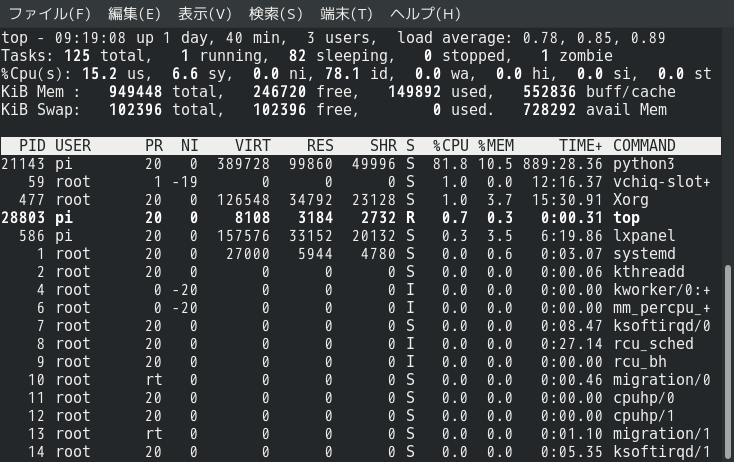 ファイル(F) 編集(E) 表示(V) 検索(S) 端末(T) ヘルプ(H)
top - 09:19:08 up 1 day, 40 min,  3 users,  load average: 0.78, 0.85, 0.89
Tasks: 125 total,   1 running,  82 sleeping,   0 stopped,   1 zombie
%Cpu(s): 15.2 us,  6.6 sy,  0.0 ni, 78.1 id,  0.0 wa,  0.0 hi,  0.0 si,  0.0 st
KiB Mem :   949448 total,   246720 free,   149892 used,   552836 buff/cache
KiB Swap:   102396 total,   102396 free,        0 used.   728292 avail Mem
  PID USER      PR  NI    VIRT    RES    SHR S  %CPU %MEM     TIME+ COMMAND
21143 pi        20   0  389728  99860  49996 S  81.8 10.5 889:28.36 python3
   59 root       1 -19       0      0      0 S   1.0  0.0  12:16.37 vchiq-slot+
  477 root      20   0  126548  34792  23128 S   1.0  3.7  15:30.91 Xorg
28803 pi        20   0    8108   3184   2732 R   0.7  0.3   0:00.31 top
  586 pi        20   0  157576  33152  20132 S   0.3  3.5   6:19.86 lxpanel
    1 root      20   0   27000   5944   4780 S   0.0  0.6   0:03.07 systemd
    2 root      20   0       0      0      0 S   0.0  0.0   0:00.06 kthreadd
    4 root       0 -20       0      0      0 I   0.0  0.0   0:00.00 kworker/0:+
    6 root       0 -20       0      0      0 I   0.0  0.0   0:00.00 mm_percpu_+
    7 root      20   0       0      0      0 S   0.0  0.0   0:08.47 ksoftirqd/0
    8 root      20   0       0      0      0 I   0.0  0.0   0:27.14 rcu_sched
    9 root      20   0       0      0      0 I   0.0  0.0   0:00.00 rcu_bh
   10 root      rt   0       0      0      0 S   0.0  0.0   0:00.46 migration/0
   11 root      20   0       0      0      0 S   0.0  0.0   0:00.00 cpuhp/0
   12 root      20   0       0      0      0 S   0.0  0.0   0:00.00 cpuhp/1
   13 root      rt   0       0      0      0 S   0.0  0.0   0:01.10 migration/1
   14 root      20   0       0      0      0 S   0.0  0.0   0:05.35 ksoftirqd/1